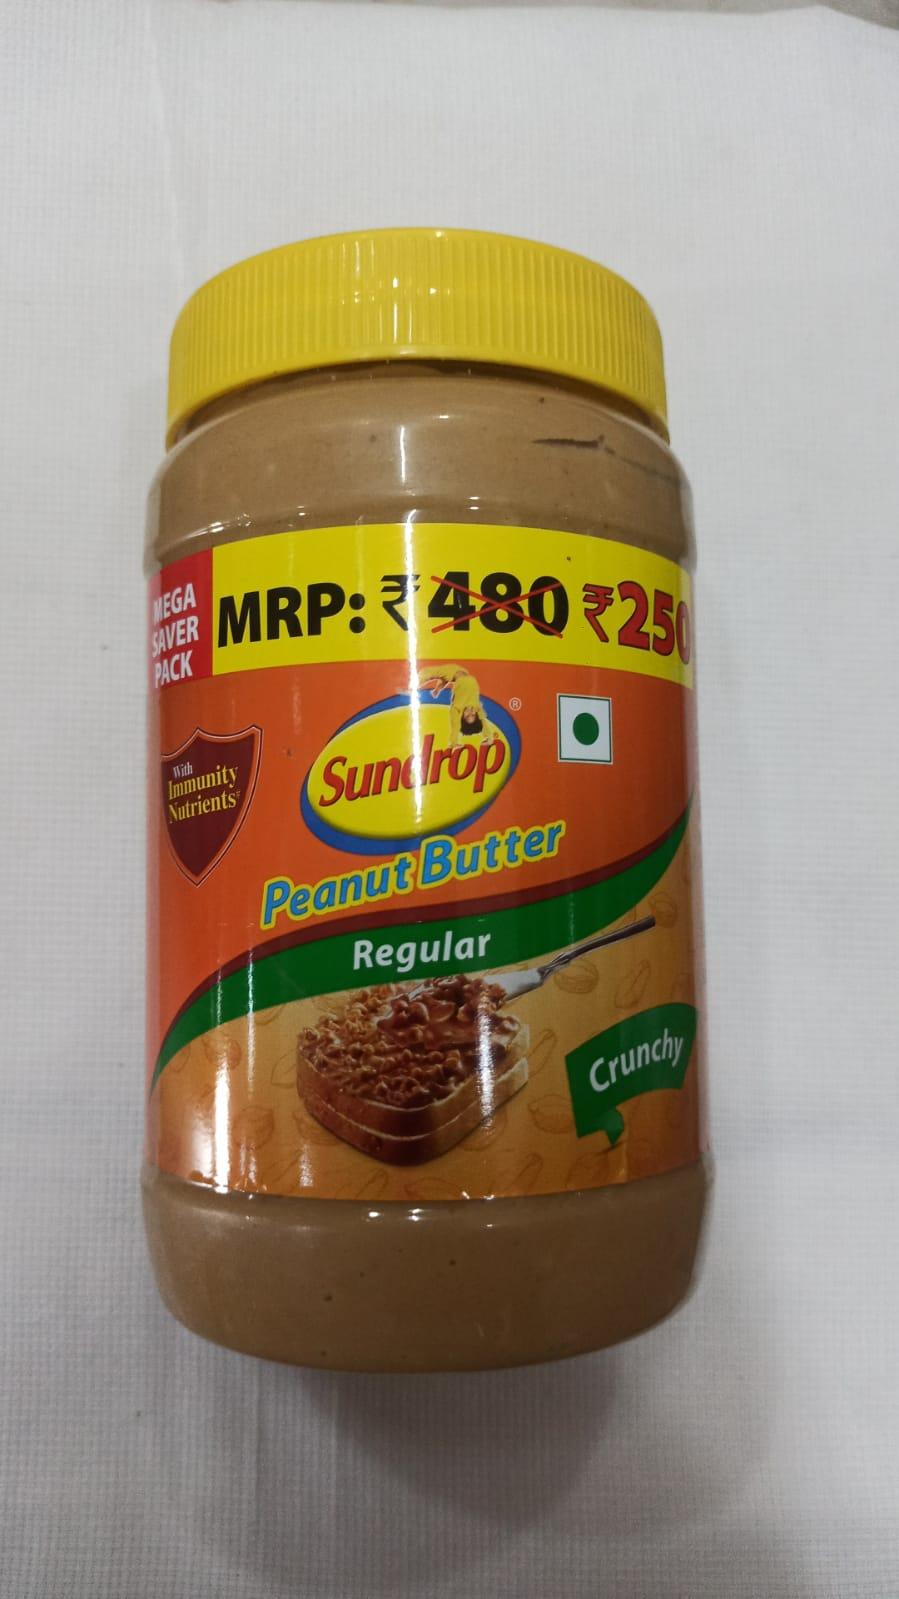 MEGA
SAVER
PACK
MRP: ₹ 480 ₹250
Sundrop®
With
Immunity
Nutrients
Peanut Butter
Regular
Crunchy